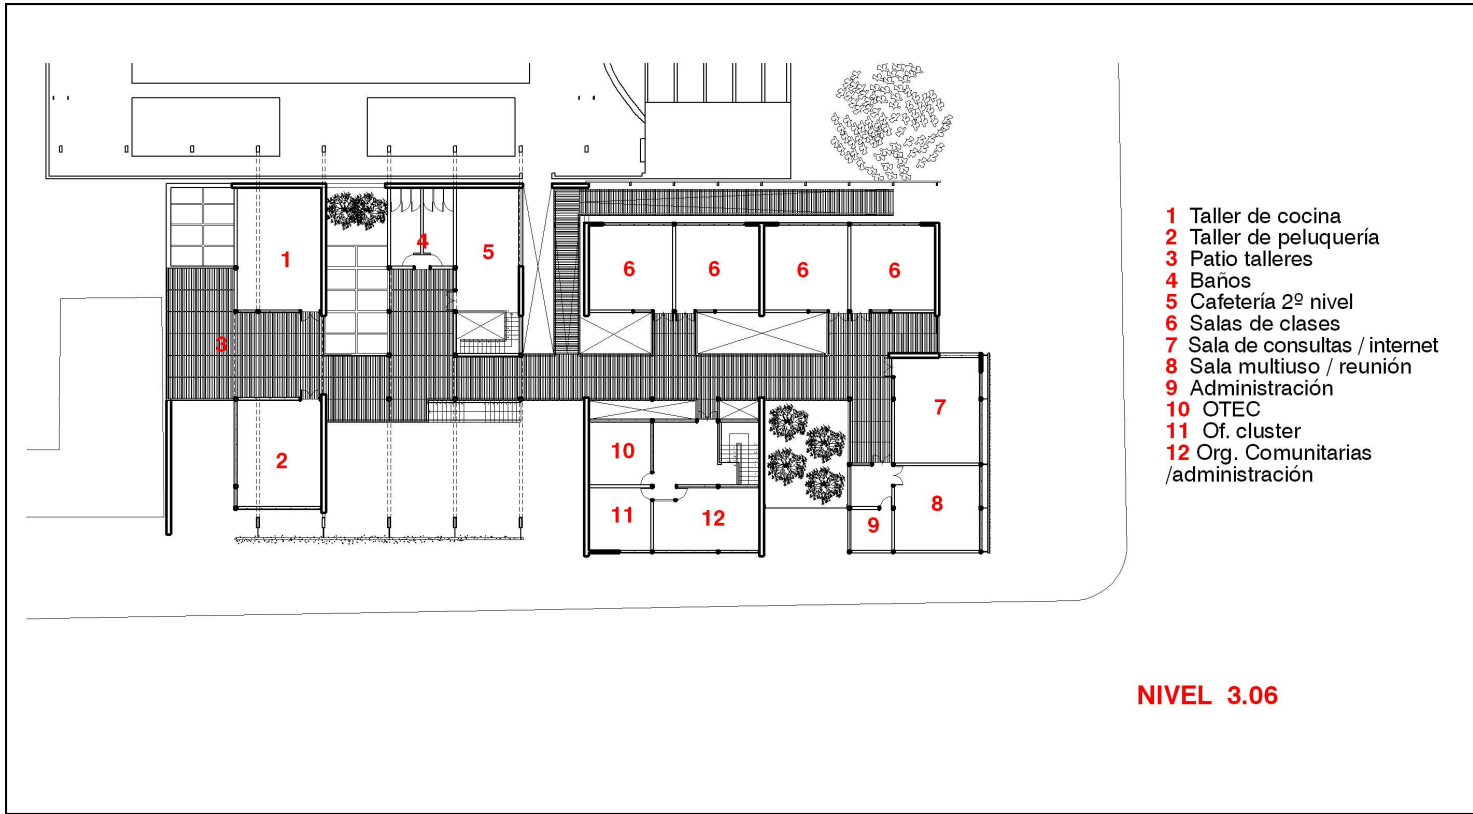 1 Taller de cocina
2 Taller de peluquería
3 Patio talleres
4 Baños
5 Cafetería 2º nivel
6 Salas de clases
7 Sala de consultas / internet
8 Sala multiuso / reunión
9 Administración
10 OTEC
11 Of. cluster
12 Org. Comunitarias
/administración
4
1
5
6 6 6 6
3
7
10
2
11
12
9
8
NIVEL 3.06